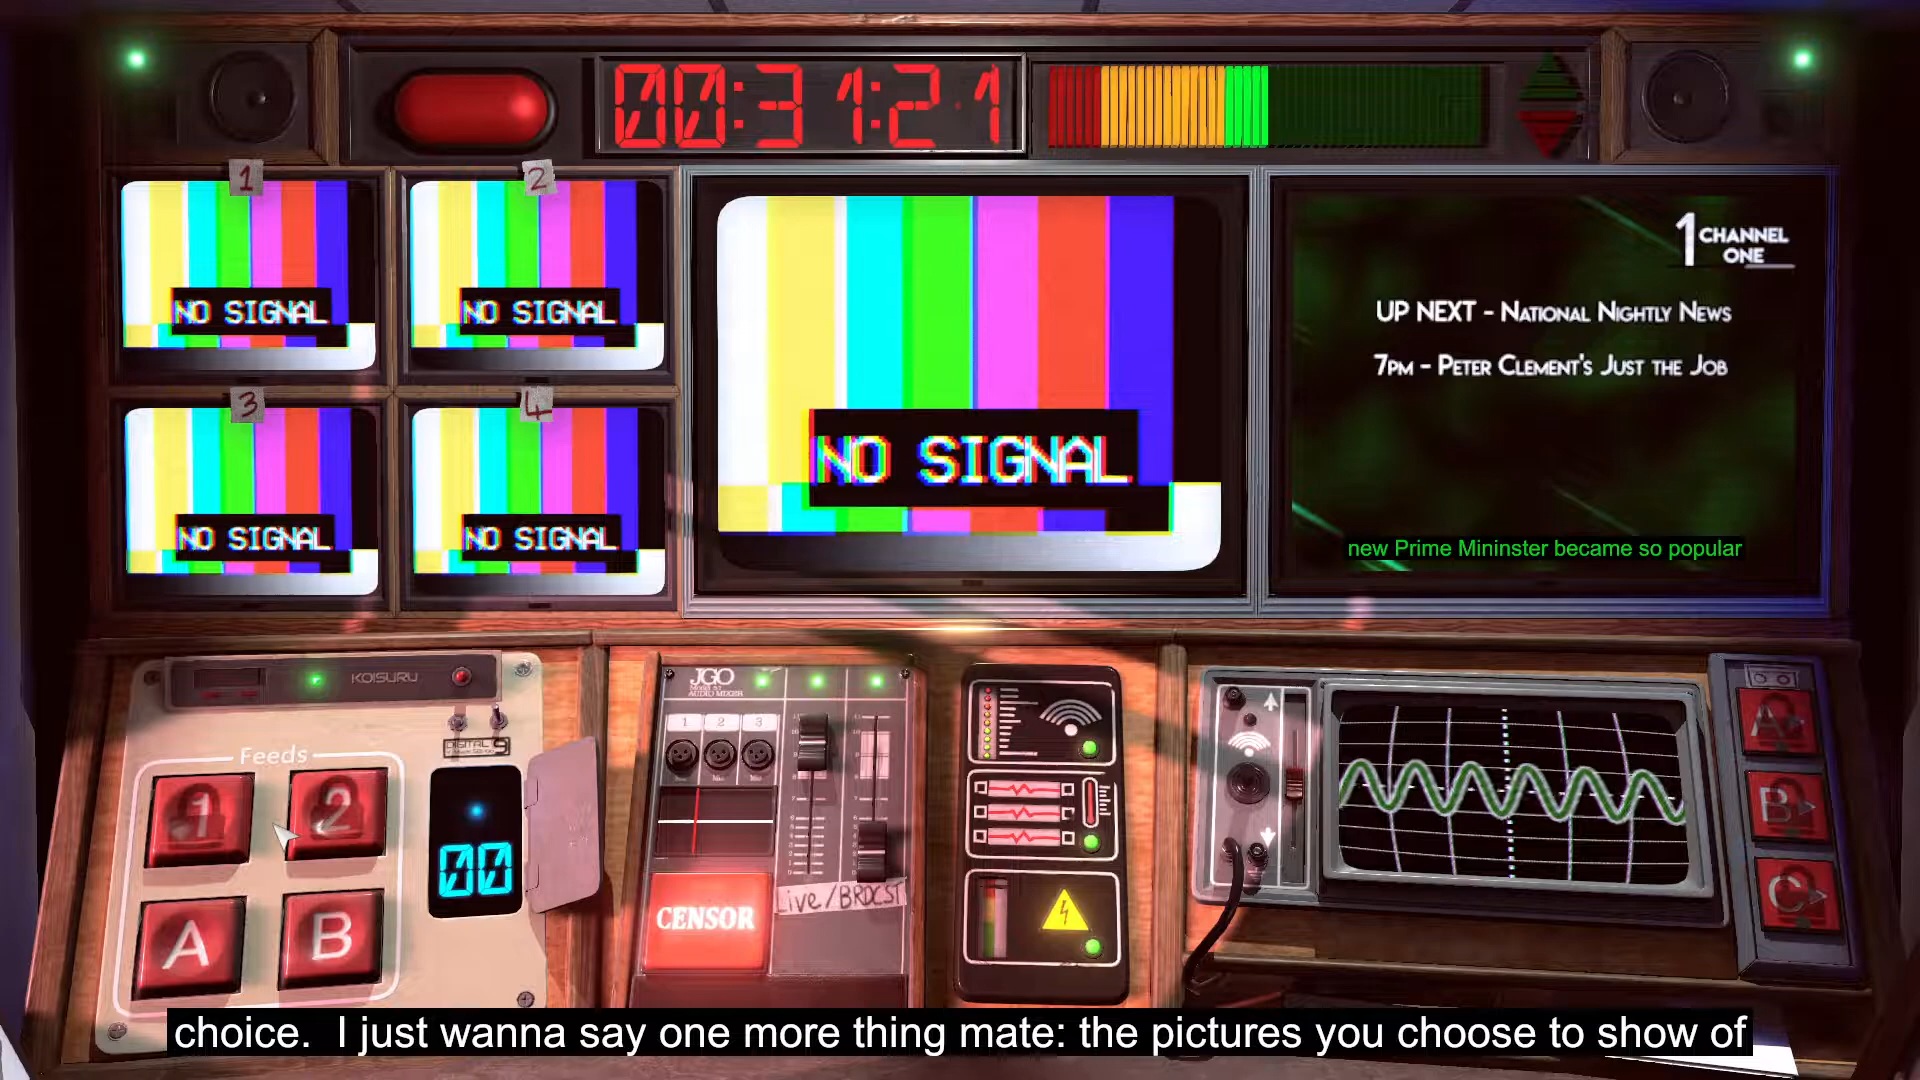 00:31:21
1
2
NO SIGNAL
NO SIGNAL
3
4
NO SIGNAL
NO SIGNAL
NO SIGNAL
1 CHANNEL
ONE
UP NEXT - NATIONAL NIGHTLY NEWS
7PM - PETER CLEMENT'S JUST THE JOB
new Prime Mininster became so popular
KOISURU
DIGITAL
Feeds
1
2
A
B
00
JGO
AUDIO MIXER
1 2 3
CENSOR
Live/BRDCST
A
B
C
choice. I just wanna say one more thing mate: the pictures you choose to show of